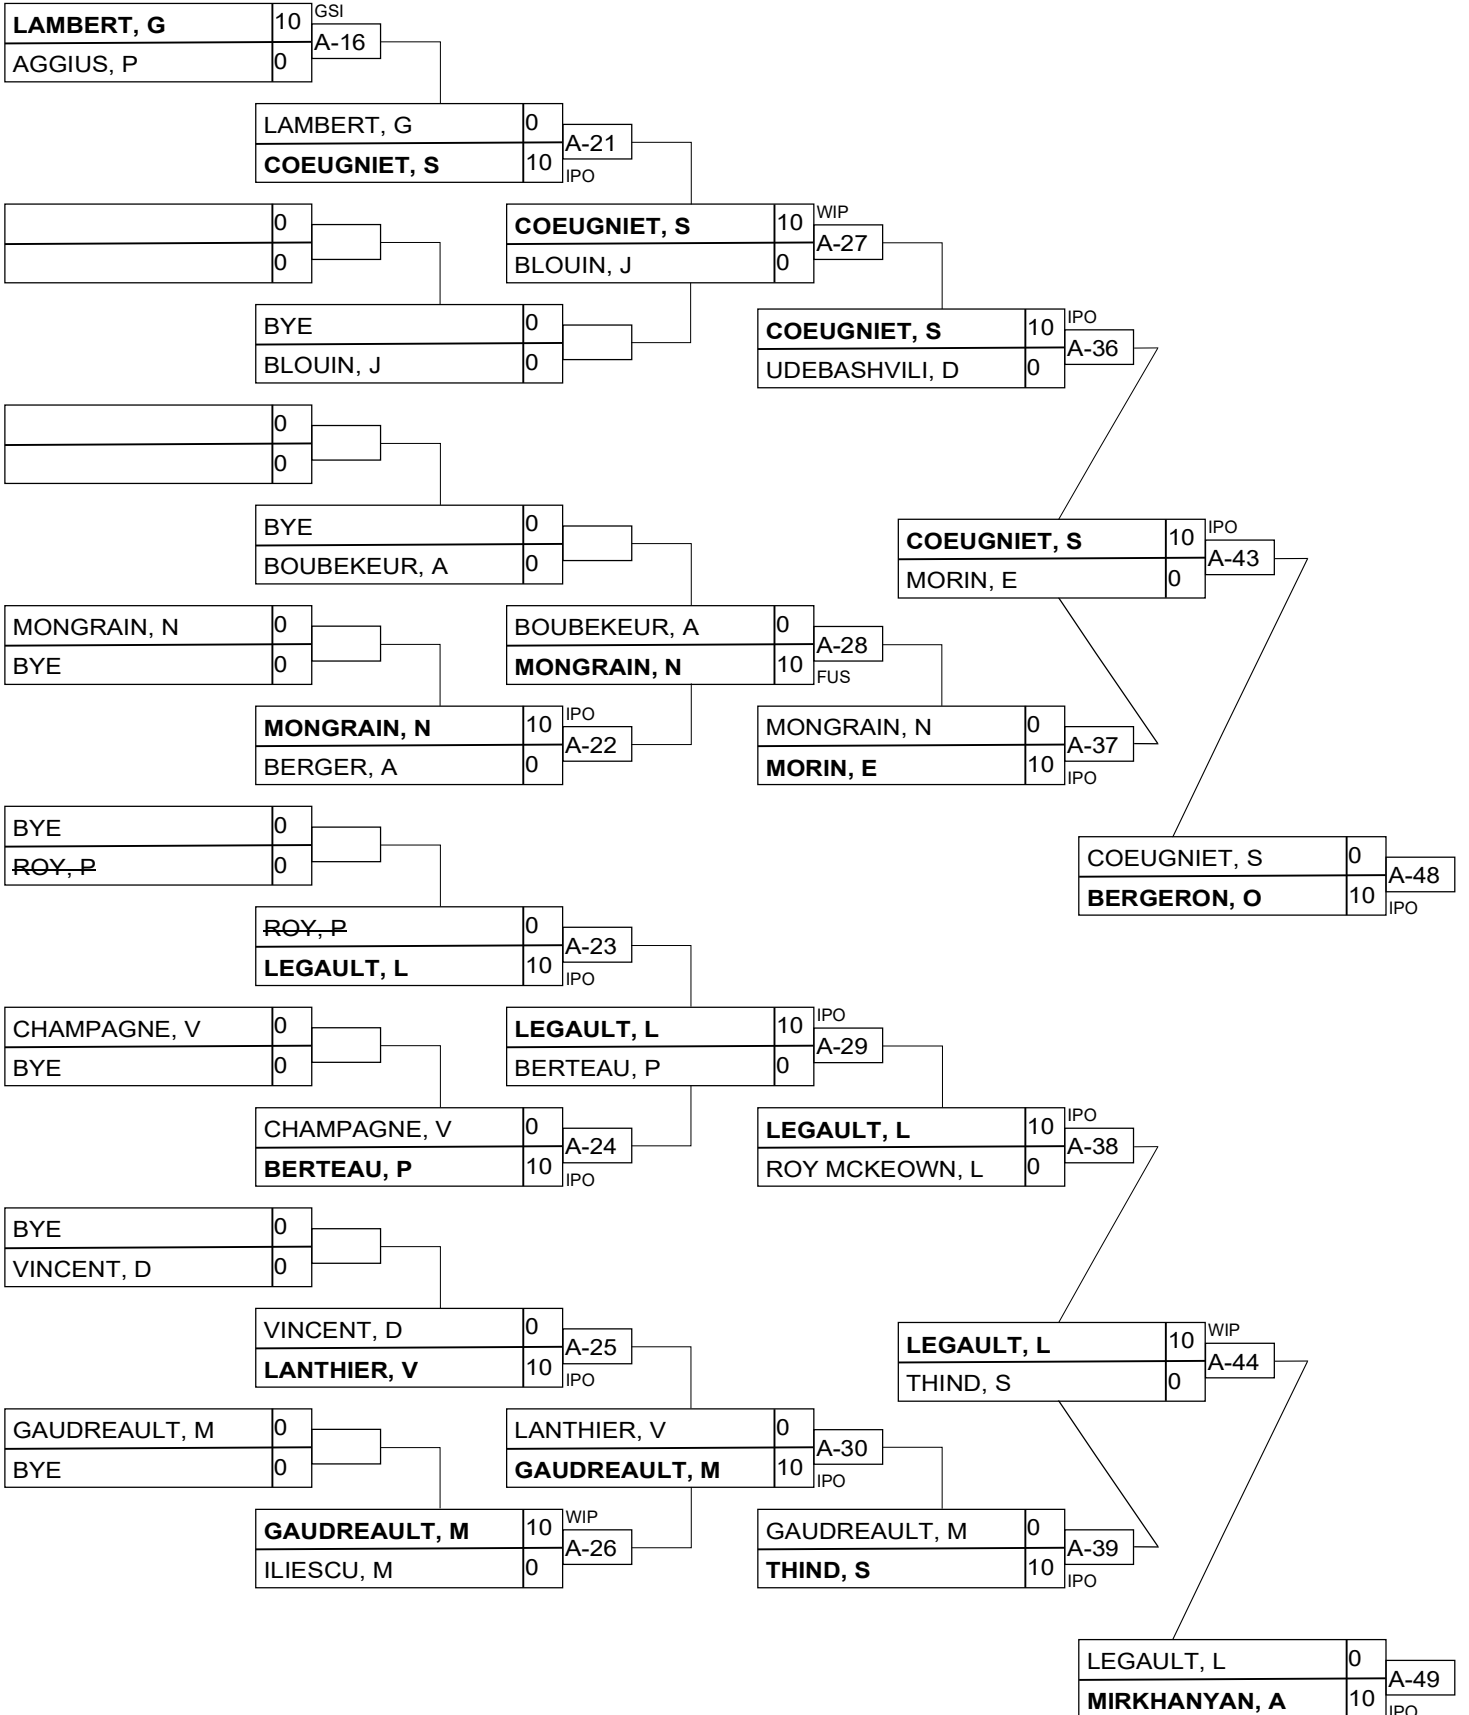 LAMBERT, G 10 GSI
A-16
AGGIUS, P 0
LAMBERT, G 0
A-21
COEUGNIET, S 10 IPO
0
0
COEUGNIET, S 10 WIP
A-27
BLOUIN, J 0
BYE 0
BLOUIN, J 0
COEUGNIET, S 10 IPO
A-36
UDEBASHVILI, D 0
0
0
BYE 0
BOUBEKEUR, A 0
COEUGNIET, S 10 IPO
A-43
MORIN, E 0
MONGRAIN, N 0
BYE 0
BOUBEKEUR, A 0
A-28
MONGRAIN, N 10 FUS
MONGRAIN, N 10 IPO
A-22
BERGER, A 0
MONGRAIN, N 0
A-37
MORIN, E 10 IPO
BYE 0
ROY, P 0
COEUGNIET, S 0
A-48
BERGERON, O 10 IPO
ROY, P 0
A-23
LEGAULT, L 10 IPO
CHAMPAGNE, V 0
BYE 0
LEGAULT, L 10 IPO
A-29
BERTEAU, P 0
CHAMPAGNE, V 0
A-24
BERTEAU, P 10 IPO
LEGAULT, L 10 IPO
A-38
ROY MCKEOWN, L 0
BYE 0
VINCENT, D 0
VINCENT, D 0
A-25
LANTHIER, V 10 IPO
LEGAULT, L 10 WIP
A-44
THIND, S 0
GAUDREAULT, M 0
BYE 0
LANTHIER, V 0
A-30
GAUDREAULT, M 10 IPO
GAUDREAULT, M 10 WIP
A-26
ILIESCU, M 0
GAUDREAULT, M 0
A-39
THIND, S 10 IPO
LEGAULT, L 0
A-49
MIRKHANYAN, A 10 IPO